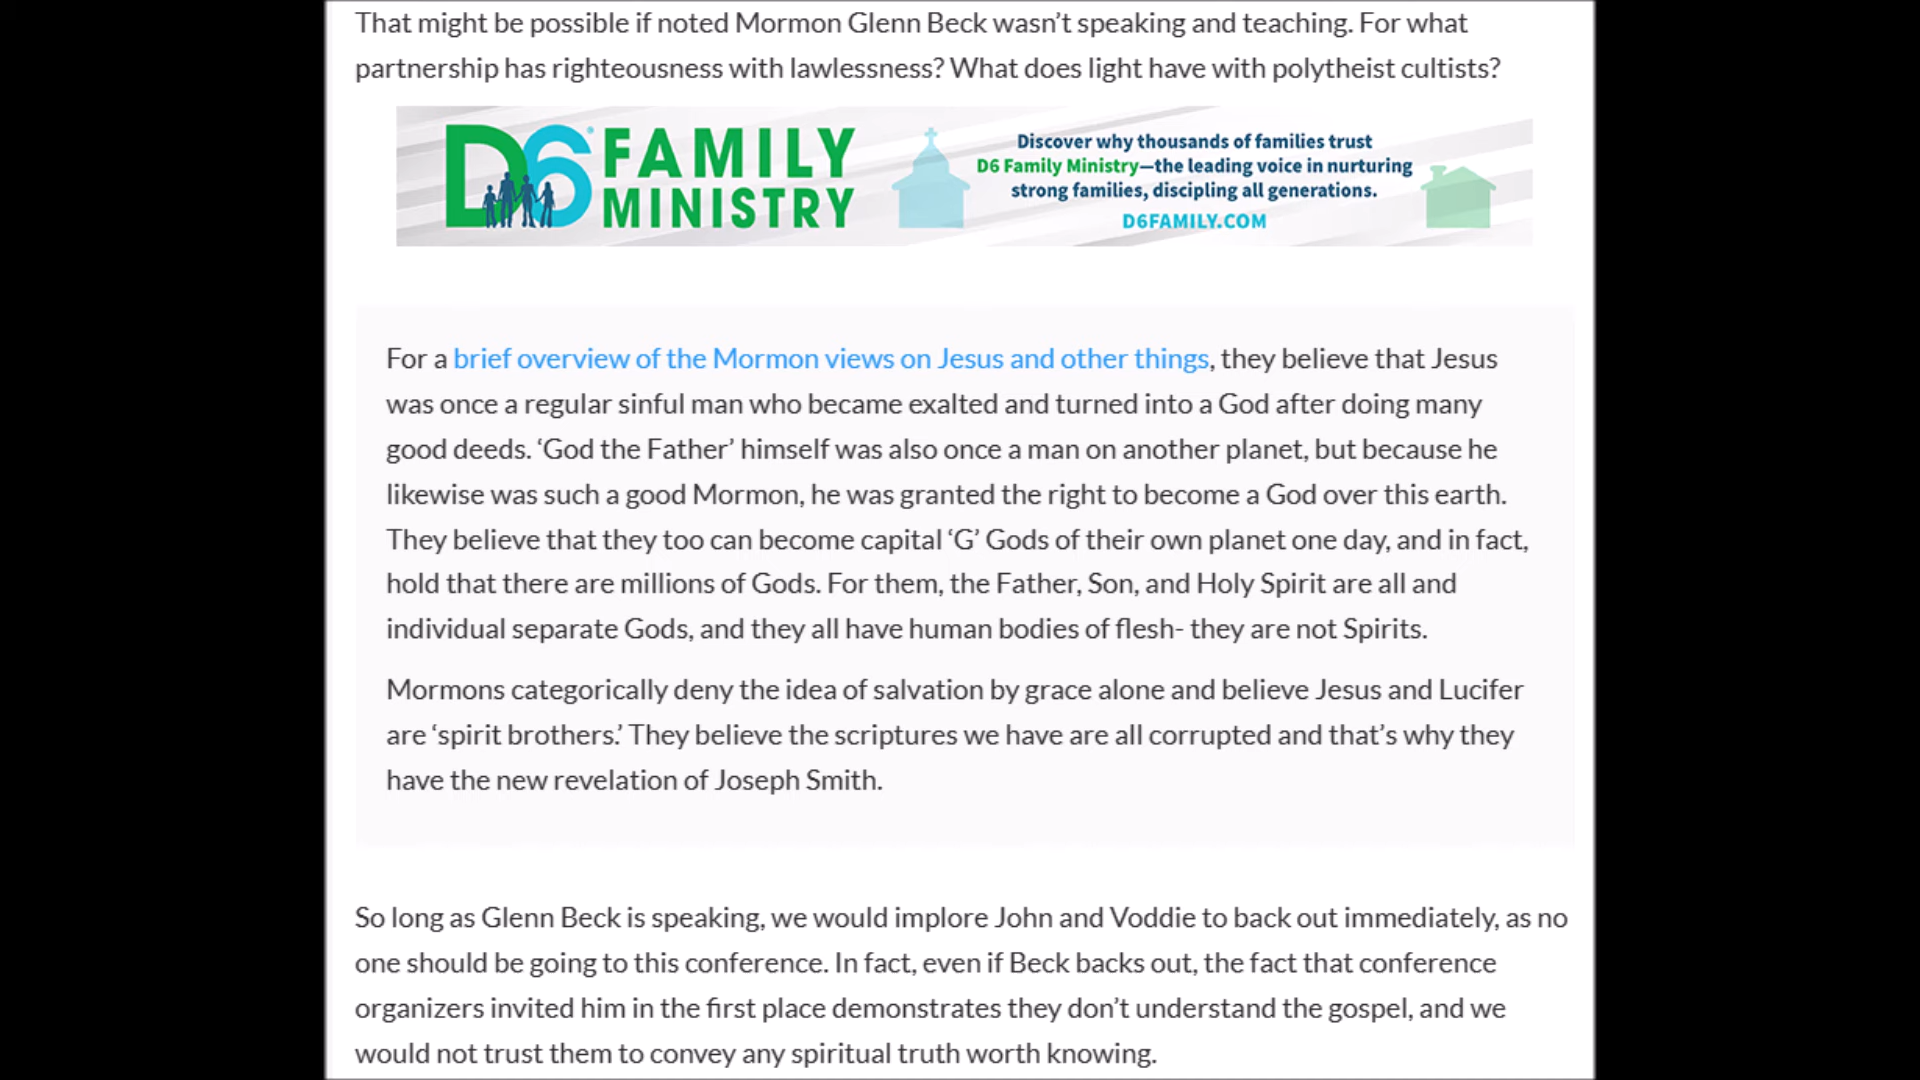 That might be possible if noted Mormon Glenn Beck wasn’t speaking and teaching. For what
partnership has righteousness with lawlessness? What does light have with polytheist cultists?
D6 FAMILY
MINISTRY
Discover why thousands of families trust
D6 Family Ministry—the leading voice in nurturing
strong families, discipling all generations.
D6FAMILY.COM
For a brief overview of the Mormon views on Jesus and other things, they believe that Jesus
was once a regular sinful man who became exalted and turned into a God after doing many
good deeds. ‘God the Father’ himself was also once a man on another planet, but because he
likewise was such a good Mormon, he was granted the right to become a God over this earth.
They believe that they too can become capital ‘G’ Gods of their own planet one day, and in fact,
hold that there are millions of Gods. For them, the Father, Son, and Holy Spirit are all and
individual separate Gods, and they all have human bodies of flesh- they are not Spirits.
Mormons categorically deny the idea of salvation by grace alone and believe Jesus and Lucifer
are ‘spirit brothers.’ They believe the scriptures we have are all corrupted and that’s why they
have the new revelation of Joseph Smith.
So long as Glenn Beck is speaking, we would implore John and Voddie to back out immediately, as no
one should be going to this conference. In fact, even if Beck backs out, the fact that conference
organizers invited him in the first place demonstrates they don’t understand the gospel, and we
would not trust them to convey any spiritual truth worth knowing.